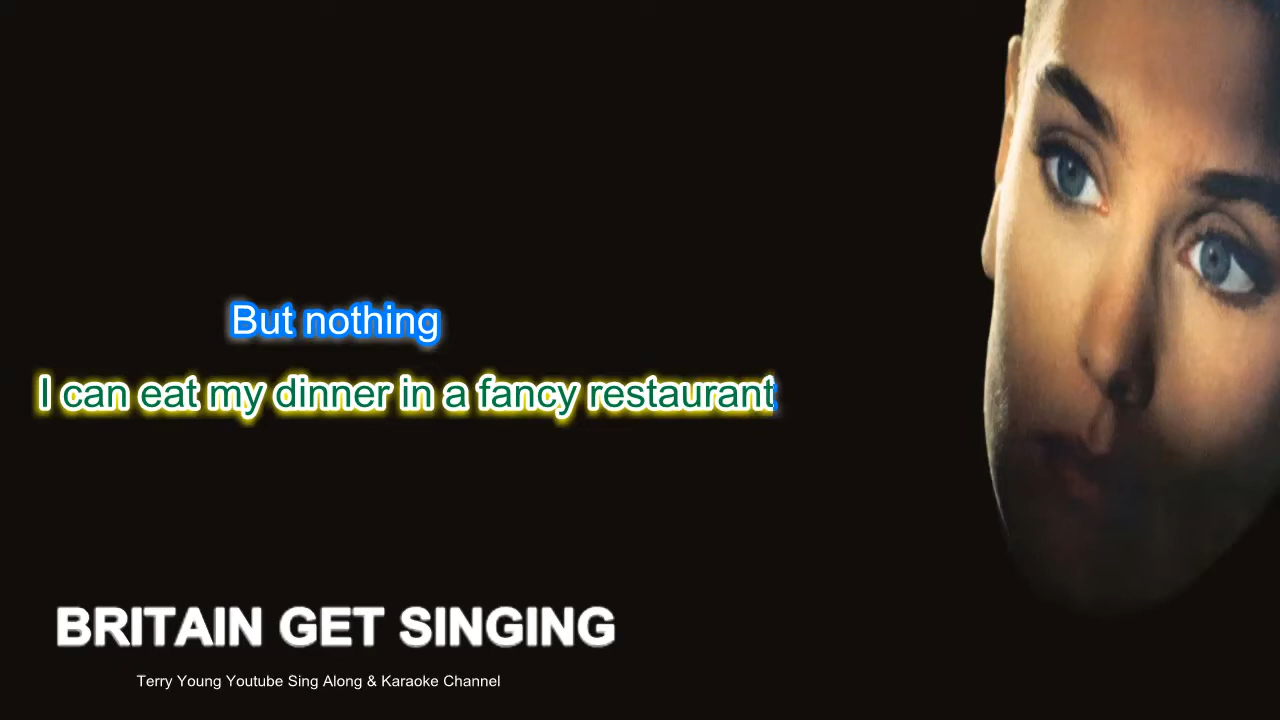 But nothing
I can eat my dinner in a fancy restaurant
BRITAIN GET SINGING
Terry Young Youtube Sing Along & Karaoke Channel